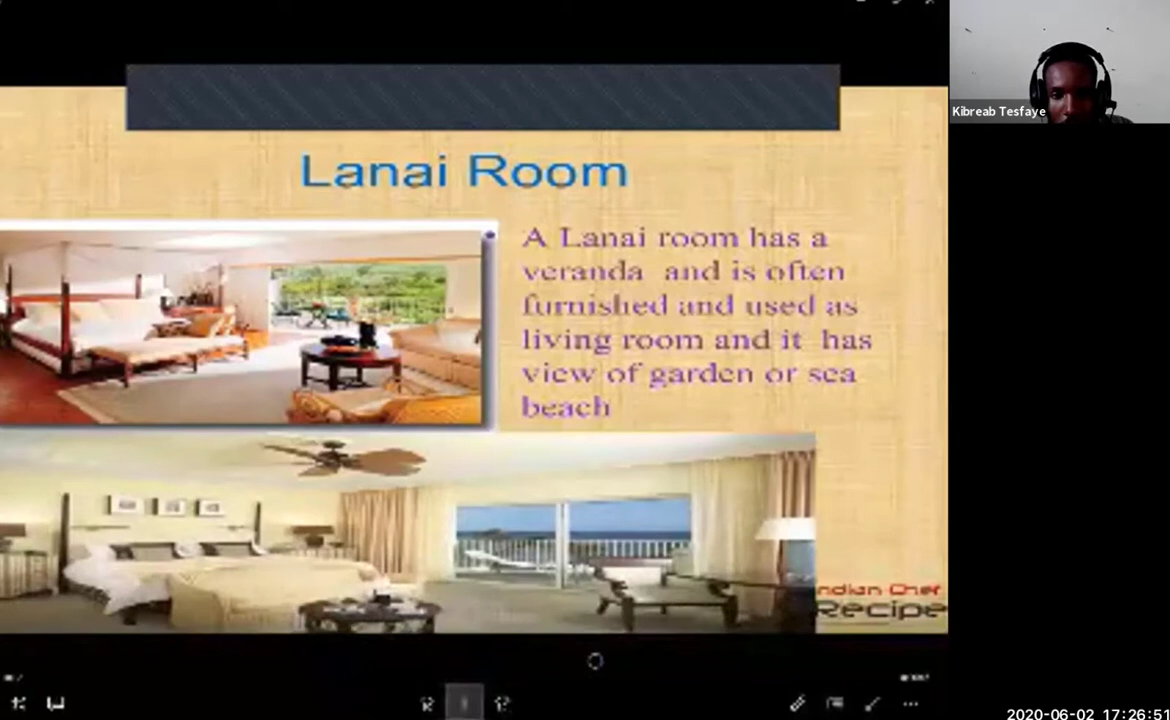 Kibreab Tesfaye
Lanai Room
A Lanai room has a
veranda and is often
furnished and used as
living room and it has
view of garden or sea
beach
Indian Chef
Recipe
2020-06-02 17:26:51